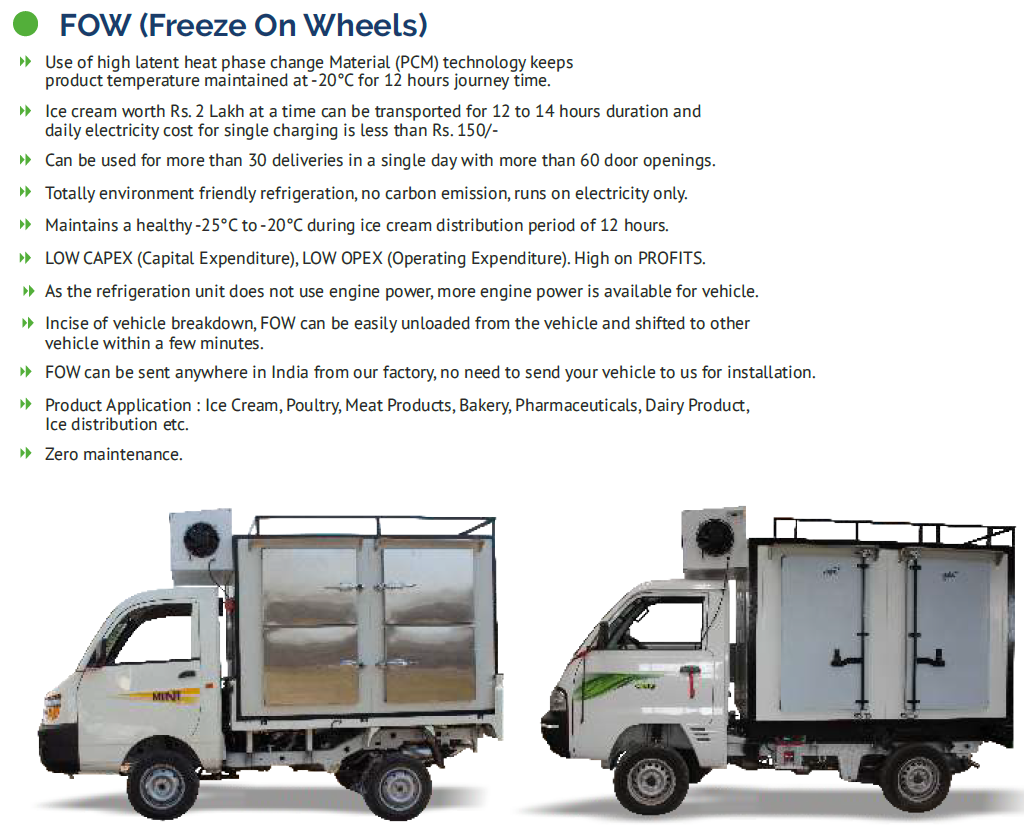 FOW (Freeze On Wheels)
Use of high latent heat phase change Material (PCM) technology keeps
product temperature maintained at -20°C for 12 hours journey time.
Ice cream worth Rs. 2 Lakh at a time can be transported for 12 to 14 hours duration and
daily electricity cost for single charging is less than Rs. 150/-
Can be used for more than 30 deliveries in a single day with more than 60 door openings.
Totally environment friendly refrigeration, no carbon emission, runs on electricity only.
Maintains a healthy -25°C to -20°C during ice cream distribution period of 12 hours.
LOW CAPEX (Capital Expenditure), LOW OPEX (Operating Expenditure). High on PROFITS.
As the refrigeration unit does not use engine power, more engine power is available for vehicle.
Incise of vehicle breakdown, FOW can be easily unloaded from the vehicle and shifted to other
vehicle within a few minutes.
FOW can be sent anywhere in India from our factory, no need to send your vehicle to us for installation.
Product Application : Ice Cream, Poultry, Meat Products, Bakery, Pharmaceuticals, Dairy Product,
Ice distribution etc.
Zero maintenance.
MINI